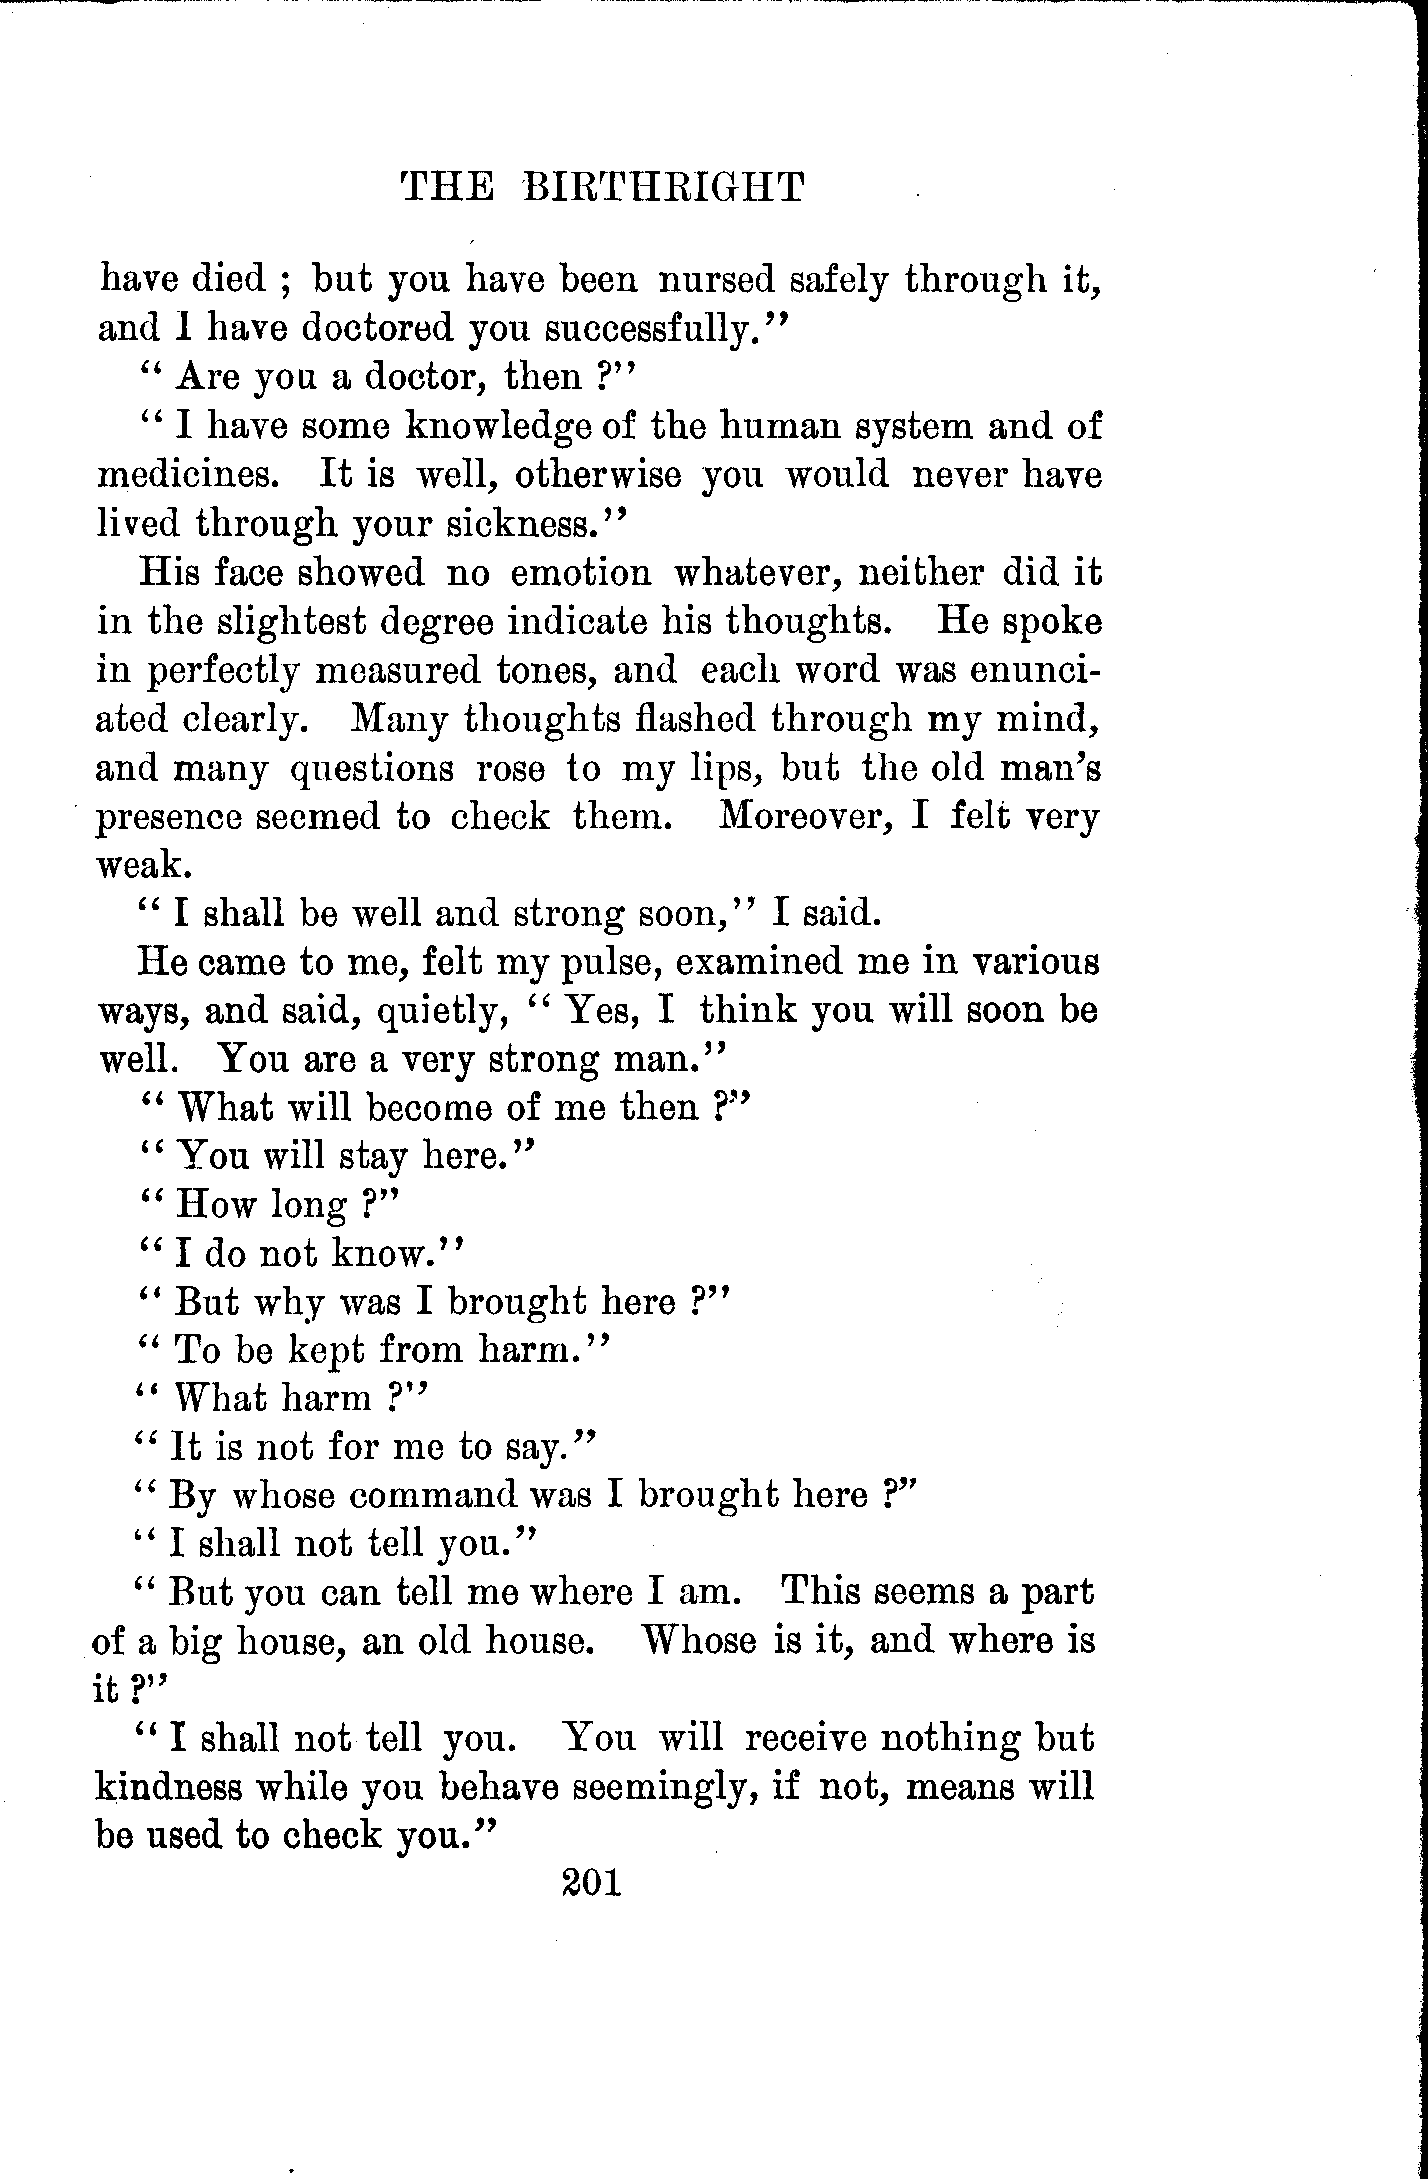 THE BIRTHRIGHT
have died ; but you have been nursed safely through it,
and I have doctored you successfully."
" Are you a doctor, then ?"
" I have some knowledge of the human system and of
medicines. It is well, otherwise you would never have
lived through your sickness."
His face showed no emotion whatever, neither did it
in the slightest degree indicate his thoughts. He spoke
in perfectly measured tones, and each word was enunci-
ated clearly. Many thoughts flashed through my mind,
and many questions rose to my lips, but the old man's
presence seemed to check them. Moreover, I felt very
weak.
" I shall be well and strong soon," I said.
He came to me, felt my pulse, examined me in various
ways, and said, quietly, " Yes, I think you will soon be
well. You are a very strong man."
" What will become of me then ?"
" You will stay here."
" How long ?"
" I do not know."
" But why was I brought here ?"
" To be kept from harm."
" What harm ?"
" It is not for me to say."
" By whose command was I brought here ?"
" I shall not tell you."
" But you can tell me where I am. This seems a part
of a big house, an old house. Whose is it, and where is
it ?"
" I shall not tell you. You will receive nothing but
kindness while you behave seemingly, if not, means will
be used to check you."
201